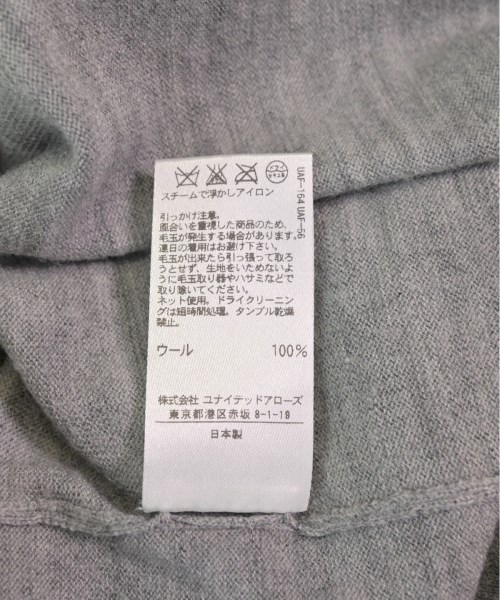 スチームで浮かしアイロン
UAF-164 UAF-56
引っかけ注意。
風合いを重視した商品のため、
毛玉が発生する場合があります。
連日の着用はお避け下さい。
毛玉が出来たら引っ張って取ろ
うとせず、生地をいためないよ
うに毛玉取り器やハサミなどで
取り除いてください。
ネット使用。ドライクリーニン
グは短時間処理。タンブル乾燥
禁止。
ウール 100%
株式会社 ユナイテッドアローズ
東京都港区赤坂 8-1-19
日本製